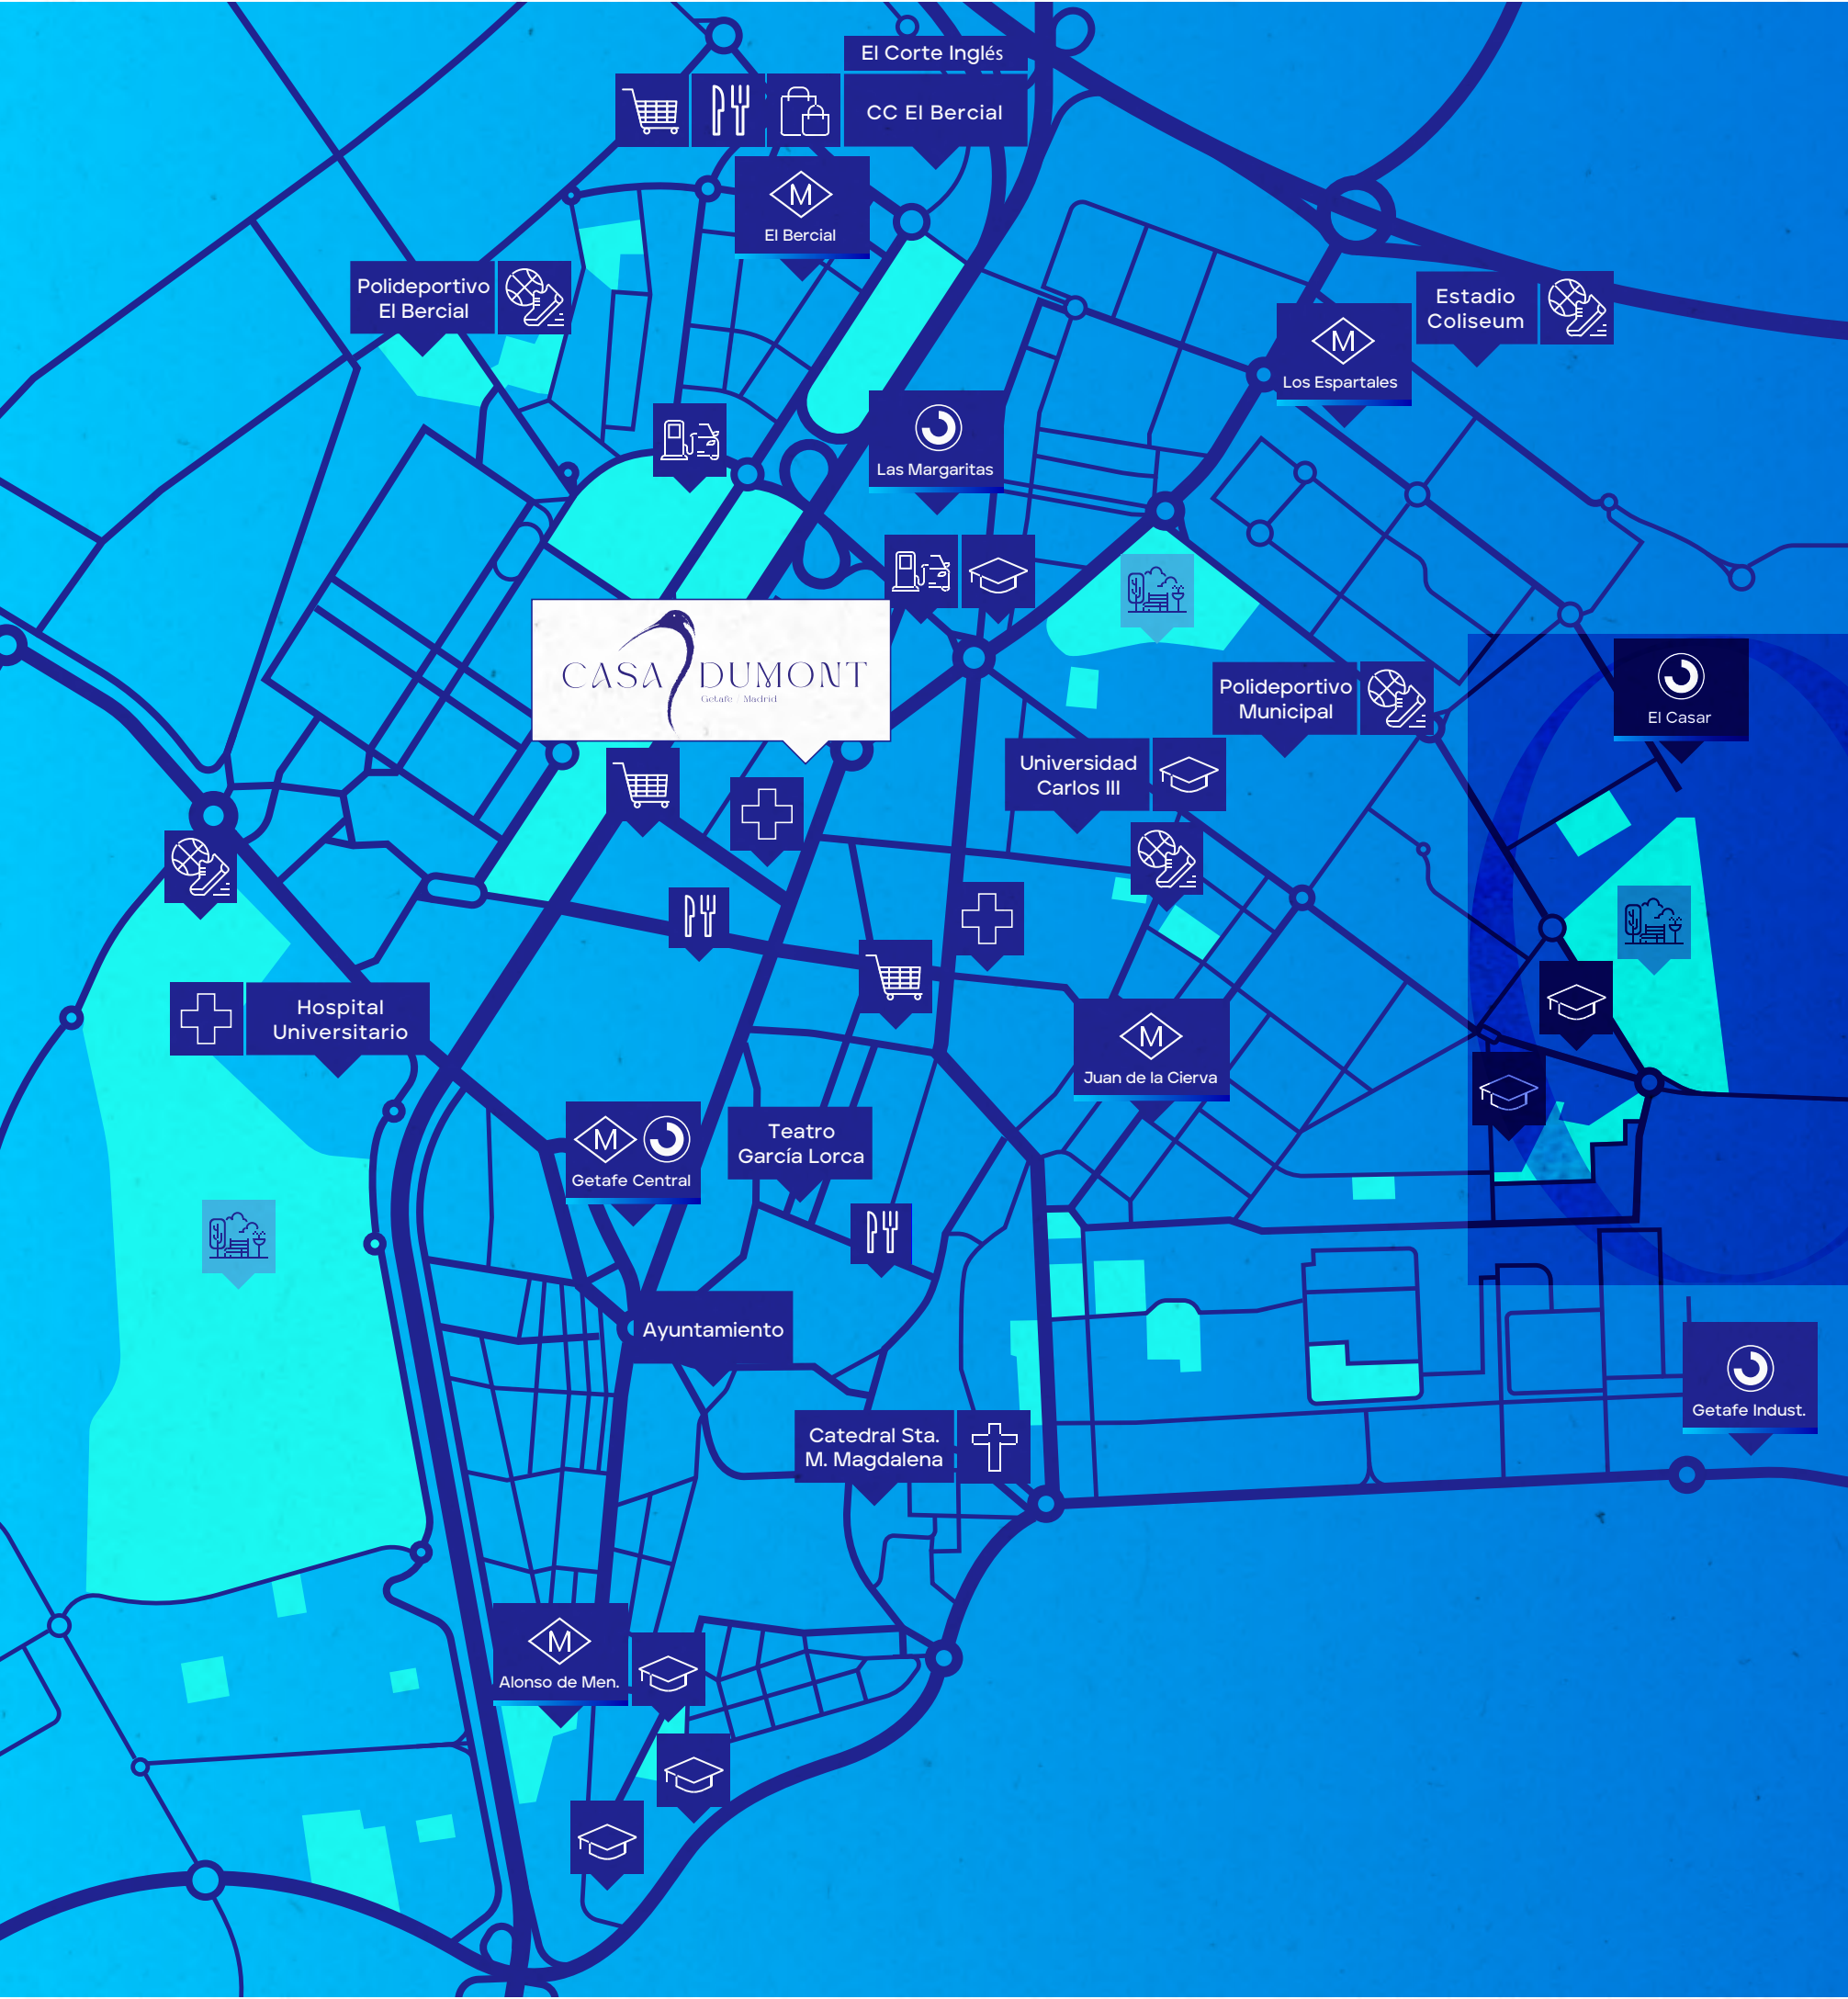 El Corte Inglés
CC El Bercial
M
El Bercial
Polideportivo
El Bercial
Estadio
Coliseum
M
Los Espartales
Las Margaritas
CASA DUMONT
Getafe / Madrid
Polideportivo
Municipal
El Casar
Universidad
Carlos III
Hospital
Universitario
M
Juan de la Cierva
M
Getafe Central
Teatro
García Lorca
Ayuntamiento
Getafe Indust.
Catedral Sta.
M. Magdalena
M
Alonso de Men.